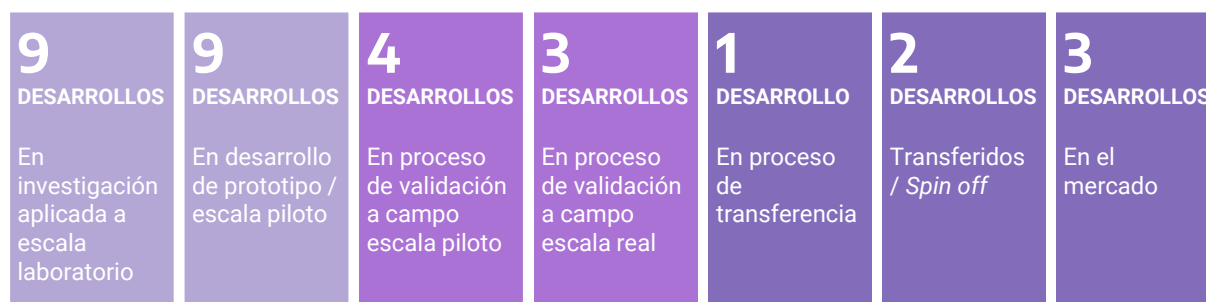 9
DESARROLLOS
En
investigación
aplicada a
escala
laboratorio
9
DESARROLLOS
En desarrollo
de prototipo /
escala piloto
4
DESARROLLOS
En proceso
de validación
a campo
escala piloto
3
DESARROLLOS
En proceso
de validación
a campo
escala real
1
DESARROLLO
En proceso
de
transferencia
2
DESARROLLOS
Transferidos
/ Spin off
3
DESARROLLOS
En el
mercado